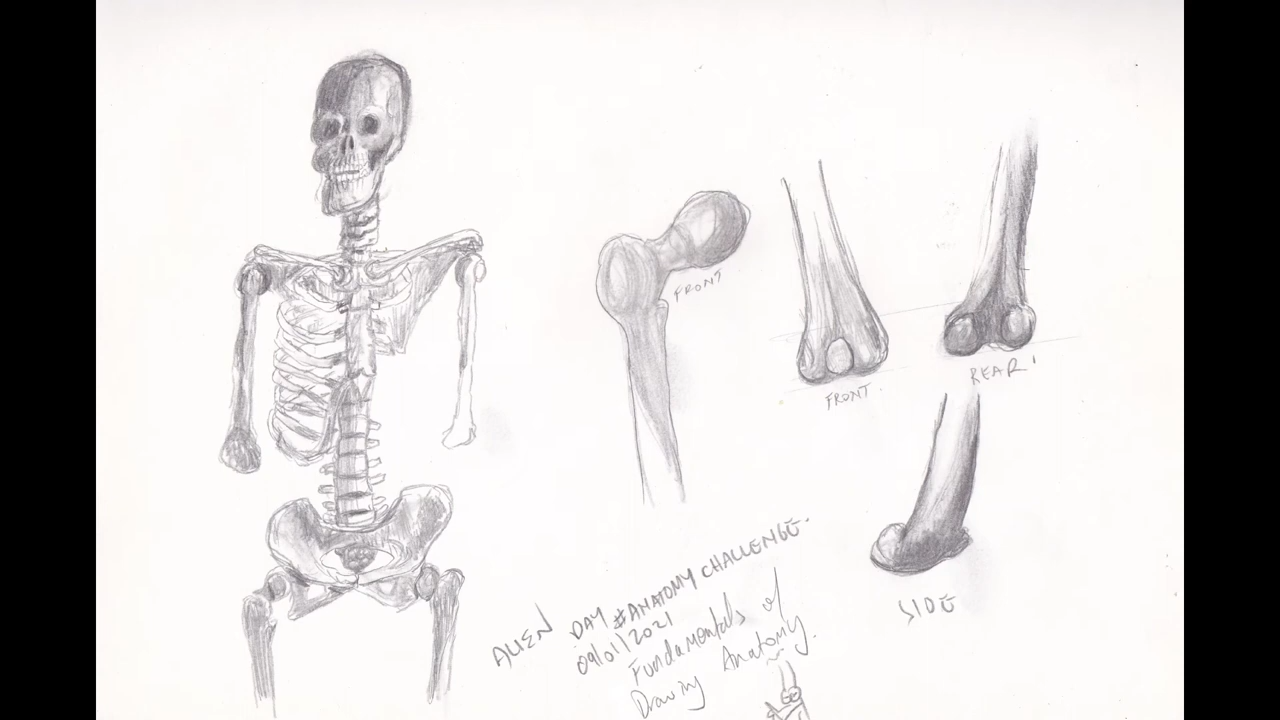 FRONT
FRONT.
REAR
SIDE
ALIEN DAY #ANATOMY CHALLENGE.
09/01/2021
Fundamentals of
Drawing Anatomy.